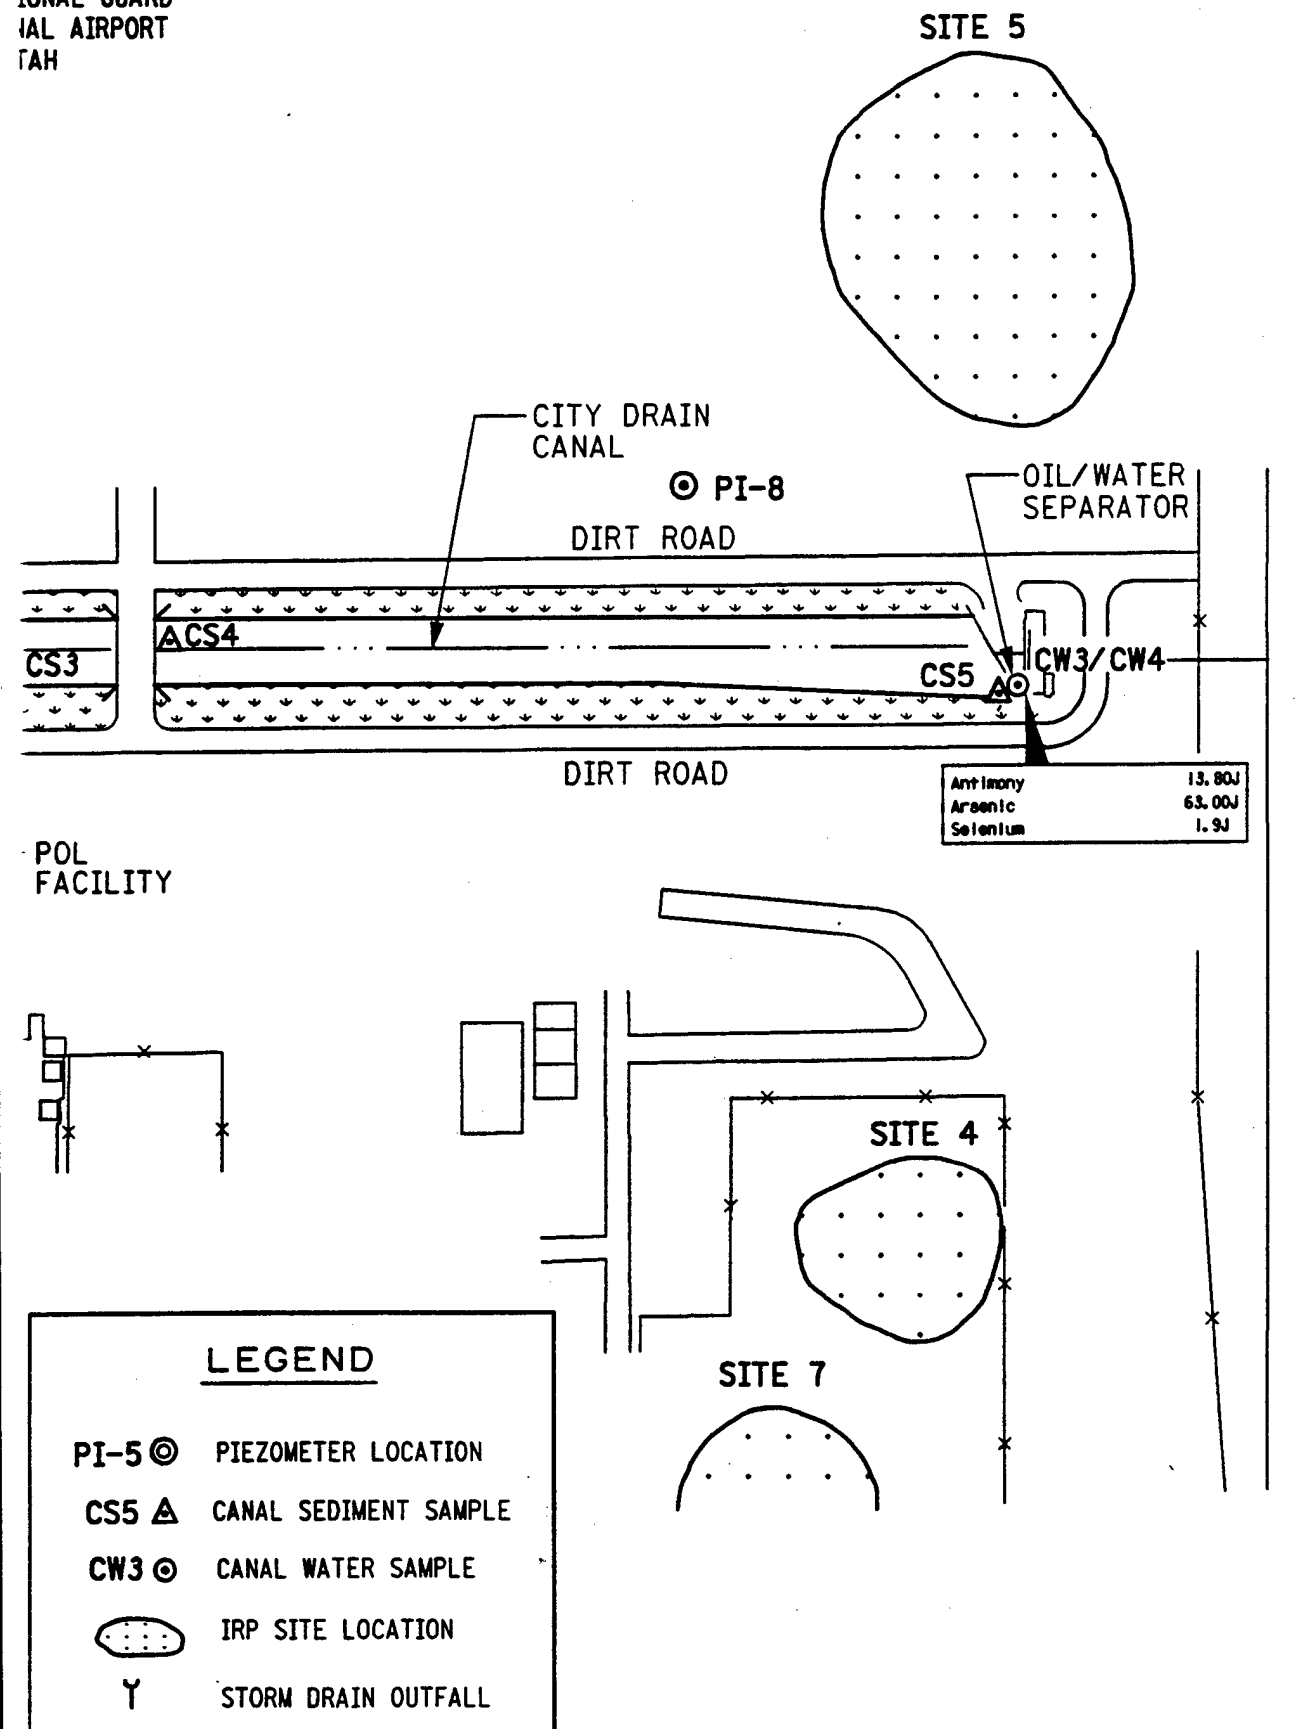 IONAL GUARD
IAL AIRPORT
TAH
SITE 5
CITY DRAIN
CANAL
PI-8
OIL/WATER
SEPARATOR
DIRT ROAD
CS4
CS3
CW3/CW4
CS5
DIRT ROAD
Antimony 13.80J
Arsenic 63.00J
Selenium 1.9J
POL
FACILITY
SITE 4
SITE 7
LEGEND
PI-5 PIEZOMETER LOCATION
CS5 CANAL SEDIMENT SAMPLE
CW3 CANAL WATER SAMPLE
IRP SITE LOCATION
STORM DRAIN OUTFALL